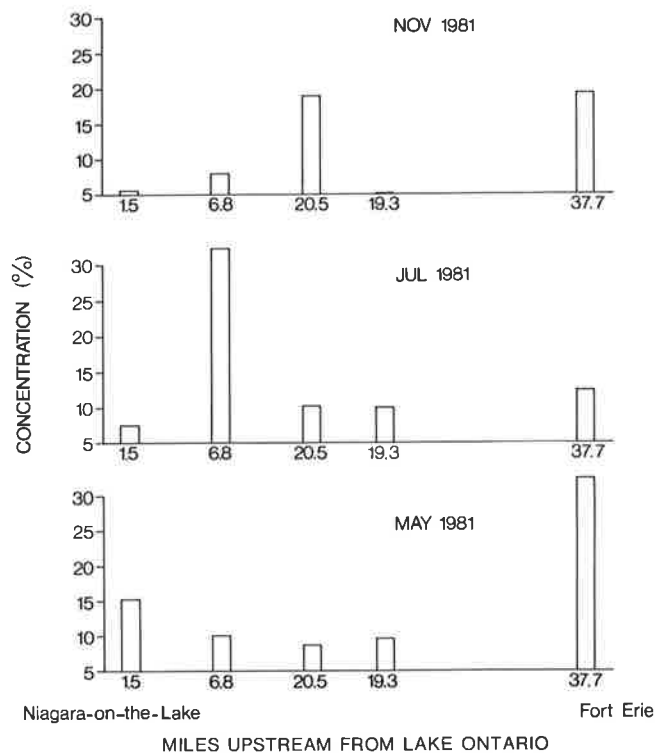 NOV 1981
30
25
20
15
10
5
1.5 6.8 20.5 19.3 37.7
CONCENTRATION (%)
JUL 1981
30
25
20
15
10
5
1.5 6.8 20.5 19.3 37.7
MAY 1981
30
25
20
15
10
5
1.5 6.8 20.5 19.3 37.7
Niagara-on-the-Lake Fort Erie
MILES UPSTREAM FROM LAKE ONTARIO